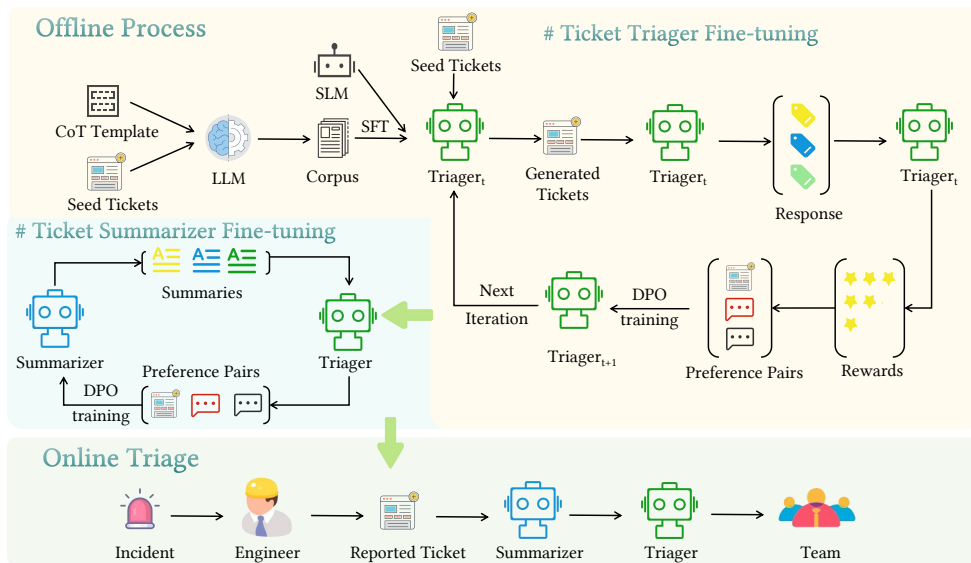 Offline Process
# Ticket Triager Fine-tuning
Seed Tickets
SLM
CoT Template
SFT
Seed Tickets
LLM
Corpus
Triager_t
Generated
Tickets
Triager_t
Response
Triager_t
# Ticket Summarizer Fine-tuning
Summaries
Summarizer
Triager
Preference Pairs
DPO
training
Next
Iteration
Triager_t+1
DPO
training
Preference Pairs
Rewards
Online Triage
Incident
Engineer
Reported Ticket
Summarizer
Triager
Team